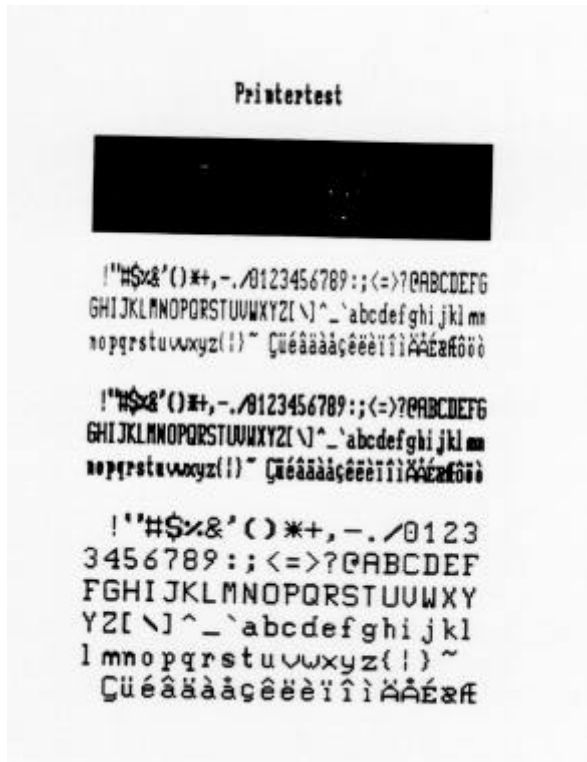 Printertest
!"#$%&'()*+,-./0123456789:;<=>?@ABCDEFG
GHIJKLMNOPQRSTUVWXYZ[\]^_`abcdefghijklmn
nopqrstuvwxyz{¦}~ ÇüéâäàåçêëèïîìäåéæÆôöò
!"#$%&'()*+,-./0123456789:;<=>?@ABCDEFG
GHIJKLMNOPQRSTUVWXYZ[\]^_`abcdefghijklmn
nopqrstuvwxyz{¦}~ ÇüéâäàåçêëèïîìÄÅÉæÆôöò
!"#$%&'()*+,-./0123
3456789:;<=>?@ABCDEF
FGHIJKLMNOPQRSTUVWXY
YZ[\]^_`abcdefghijkl
lmnopqrstuvwxyz{¦}~
ÇüéâäàåçêëèïîìÄÅÉæÆ